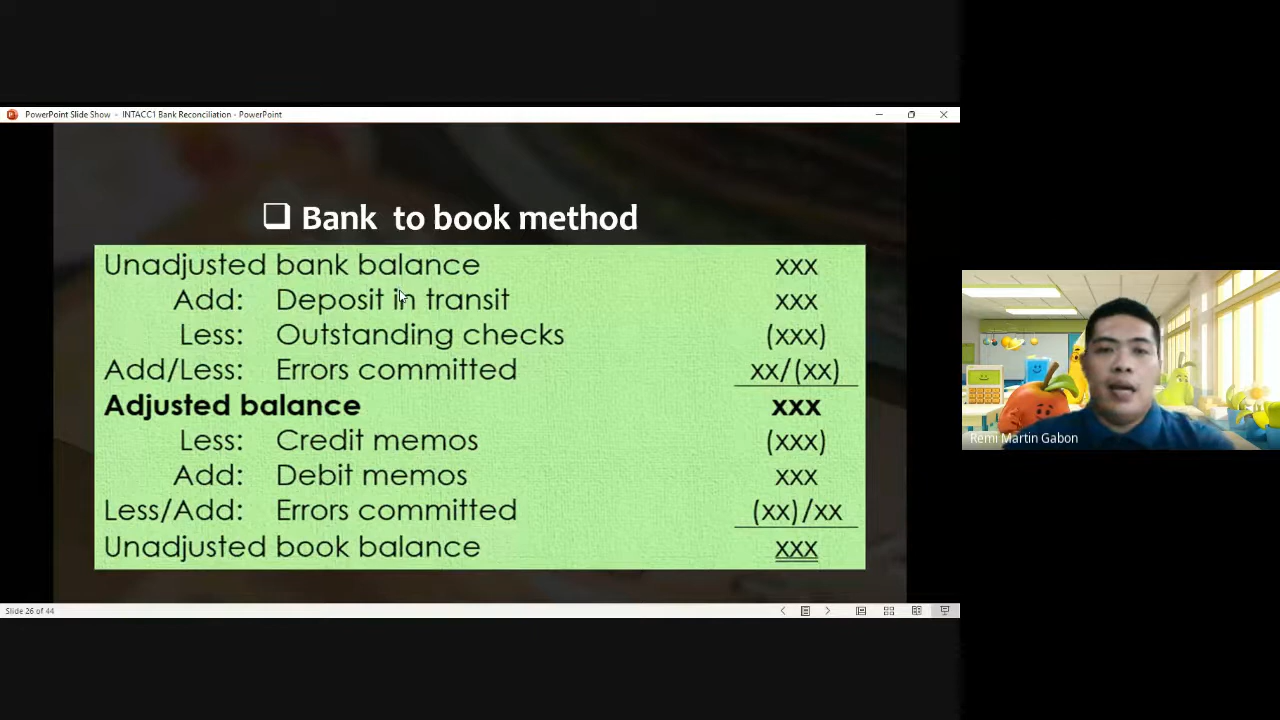 PowerPoint Slide Show - INTACC1 Bank Reconciliation - PowerPoint
Bank to book method
Unadjusted bank balance xxx
Add: Deposit in transit xxx
Less: Outstanding checks (xxx)
Add/Less: Errors committed xx/(xx)
Adjusted balance xxx
Less: Credit memos (xxx)
Add: Debit memos xxx
Less/Add: Errors committed (xx)/xx
Unadjusted book balance xxx
Slide 26 of 44
Remi Martin Gabon